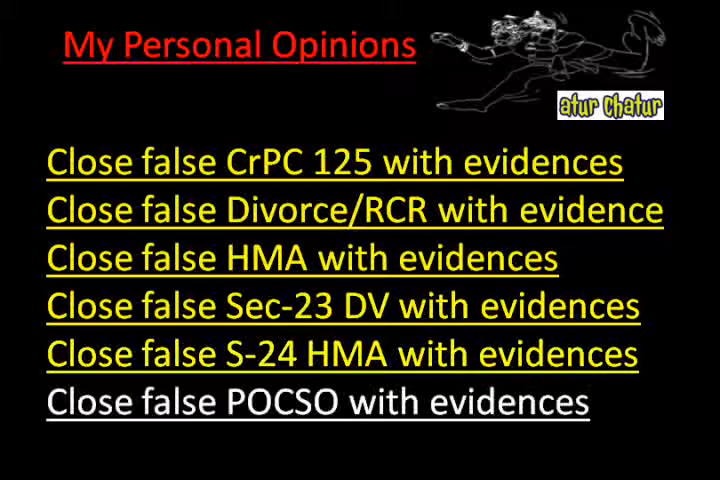 My Personal Opinions
atur Chatur
Close false CrPC 125 with evidences
Close false Divorce/RCR with evidence
Close false HMA with evidences
Close false Sec-23 DV with evidences
Close false S-24 HMA with evidences
Close false POCSO with evidences